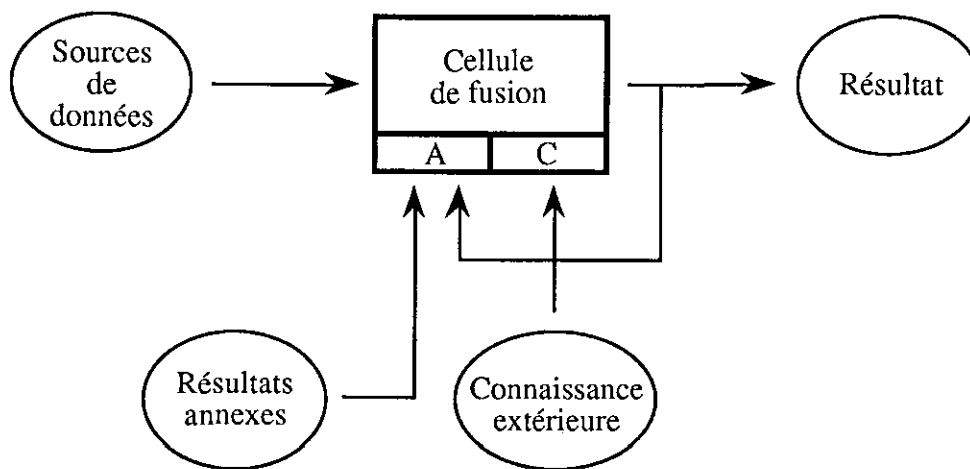 Sources
de
données
Cellule
de fusion
Résultat
A
C
Résultats
annexes
Connaissance
extérieure